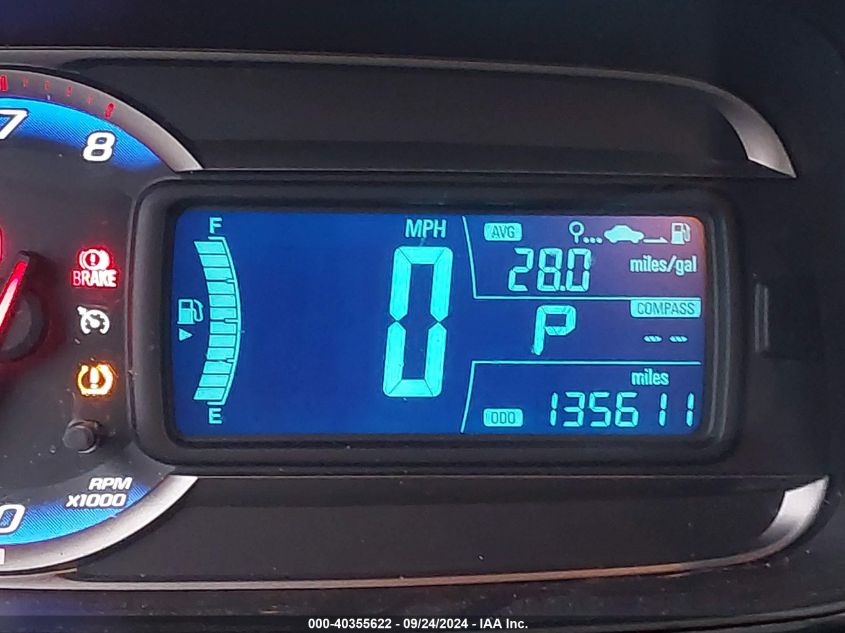 7
8
BRAKE
RPM
X1000
0
F
E
MPH
0
AVG
28.0
miles/gal
P
COMPASS
-- --
miles
ODO 135611
000-40355622 - 09/24/2024 - IAA Inc.